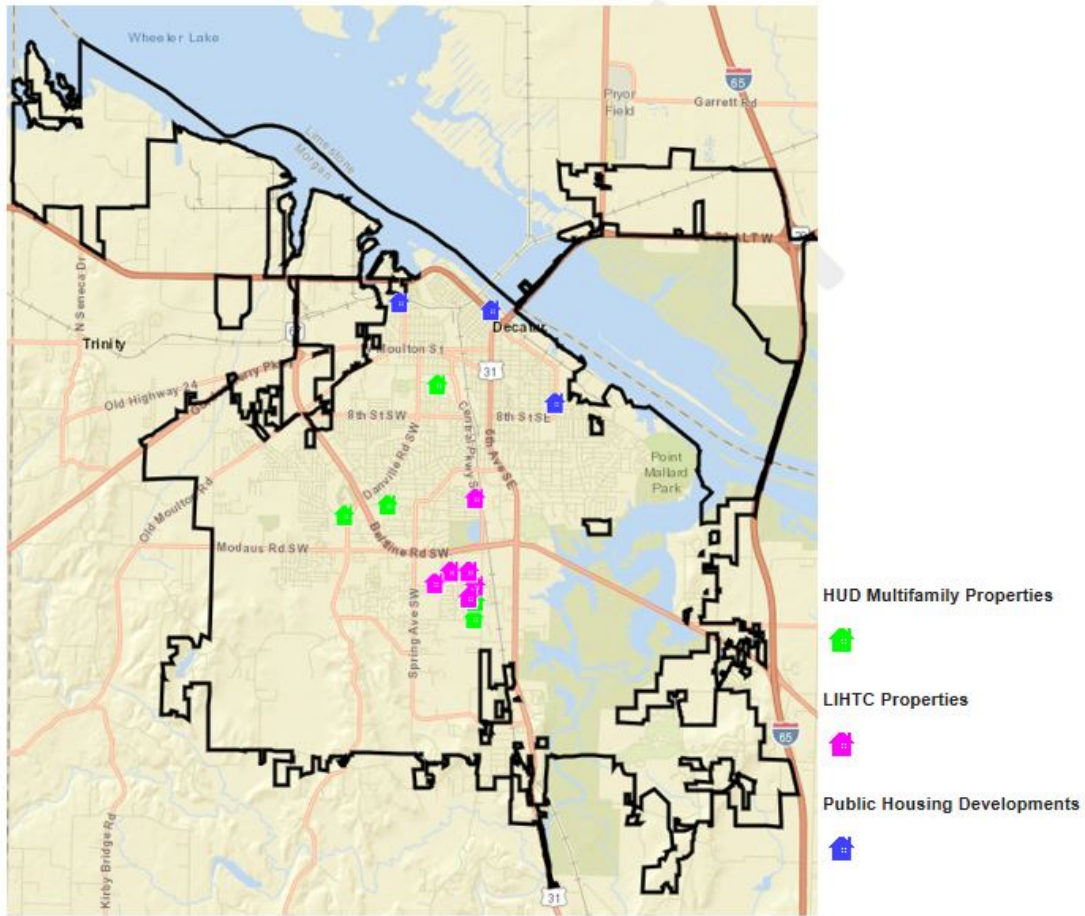 Wheeler Lake
65
Pryor
Field
Garrett Rd
Limestone
Morgan
N Seneca Dr
Trinity
Decatur
Moulton St
31
Old Highway 24
8th St SW
8th St SE
Central Pkwy S
6th Ave SE
Danville Rd SW
Point
Mallard
Park
Old Moulton Rd
Modaus Rd SW
Beltline Rd SW
Spring Ave SW
Kirby Bridge Rd
65
31
HUD Multifamily Properties
LIHTC Properties
Public Housing Developments